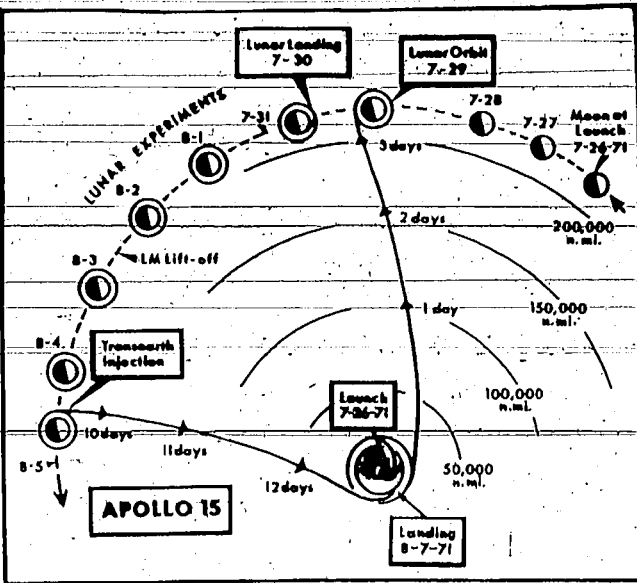 Lunar Landing
7-30
Lunar Orbit
7-29
7-28
7-27
Moon at
Launch
7-26-71
LUNAR EXPERIMENTS
7-31
8-1
8-2
LM Lift-off
8-3
8-4
Transearth
Injection
8-5
3 days
2 days
1 day
200,000
n.mi.
150,000
n.mi.
100,000
n.mi.
50,000
n.mi.
Launch
7-26-71
10 days
11 days
12 days
Landing
8-7-71
APOLLO 15